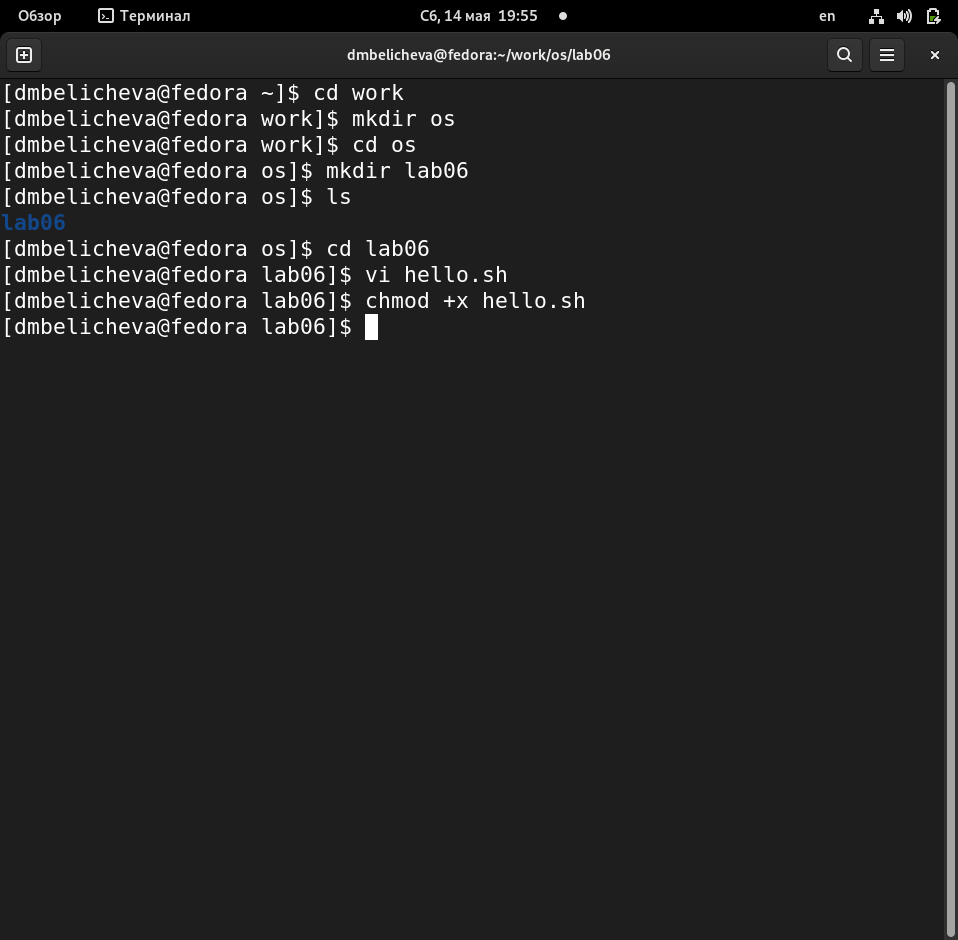 Обзор Терминал Сб, 14 мая 19:55 en
dmbelicheva@fedora:~/work/os/lab06
[dmbelicheva@fedora ~]$ cd work
[dmbelicheva@fedora work]$ mkdir os
[dmbelicheva@fedora work]$ cd os
[dmbelicheva@fedora os]$ mkdir lab06
[dmbelicheva@fedora os]$ ls
lab06
[dmbelicheva@fedora os]$ cd lab06
[dmbelicheva@fedora lab06]$ vi hello.sh
[dmbelicheva@fedora lab06]$ chmod +x hello.sh
[dmbelicheva@fedora lab06]$